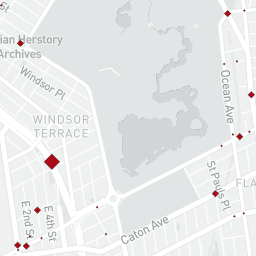 ian Herstory
Archives
Windsor Pl
Ocean Ave
WINDSOR
TERRACE
St Pauls Pl
FLA
E 2nd St
E 4th St
Caton Ave